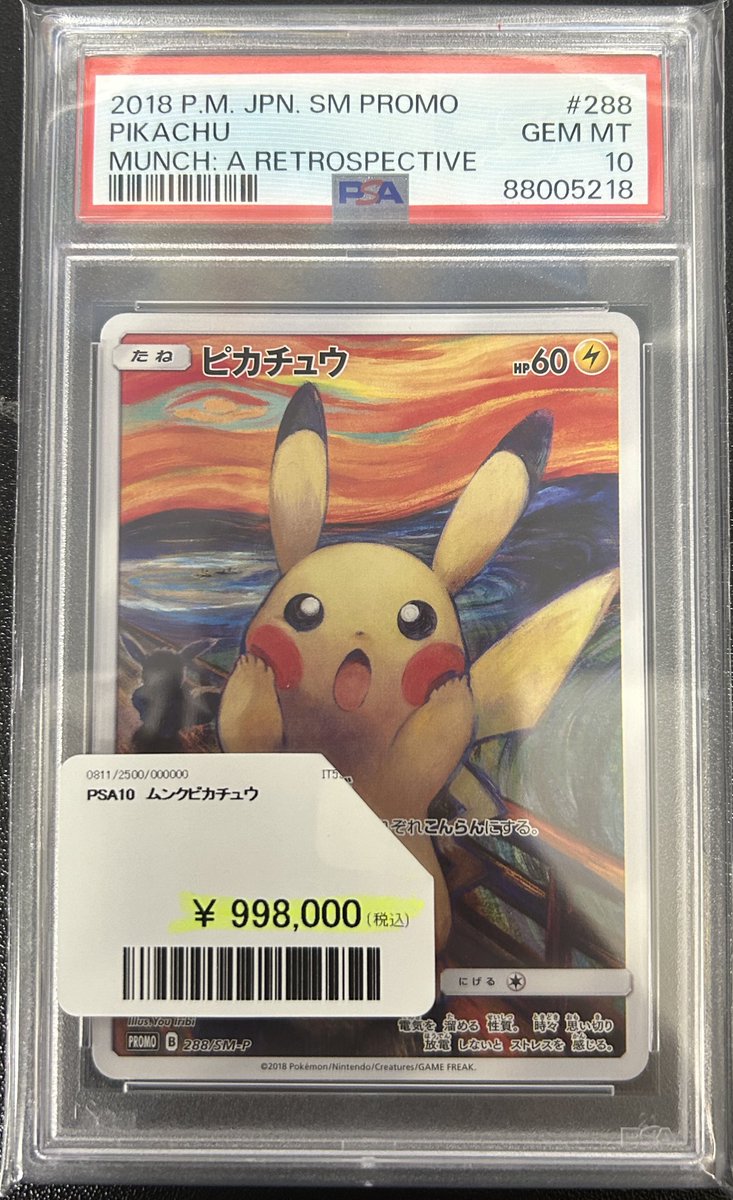 2018 P.M. JPN. SM PROMO #288
PIKACHU GEM MT
MUNCH: A RETROSPECTIVE 10
PSA 88005218
たね ピカチュウ HP60
0811/2500/000000
PSA10 ムンクピカチュウ
ぞれこんらんにする。
¥ 998,000(税込)
にげる
Illus. You Iribi
電気を 溜める 性質。 時々 思い切り
放電 しないと ストレスを 感じる。
PROMO B 288/SM-P
©2018 Pokémon/Nintendo/Creatures/GAME FREAK.
PSA